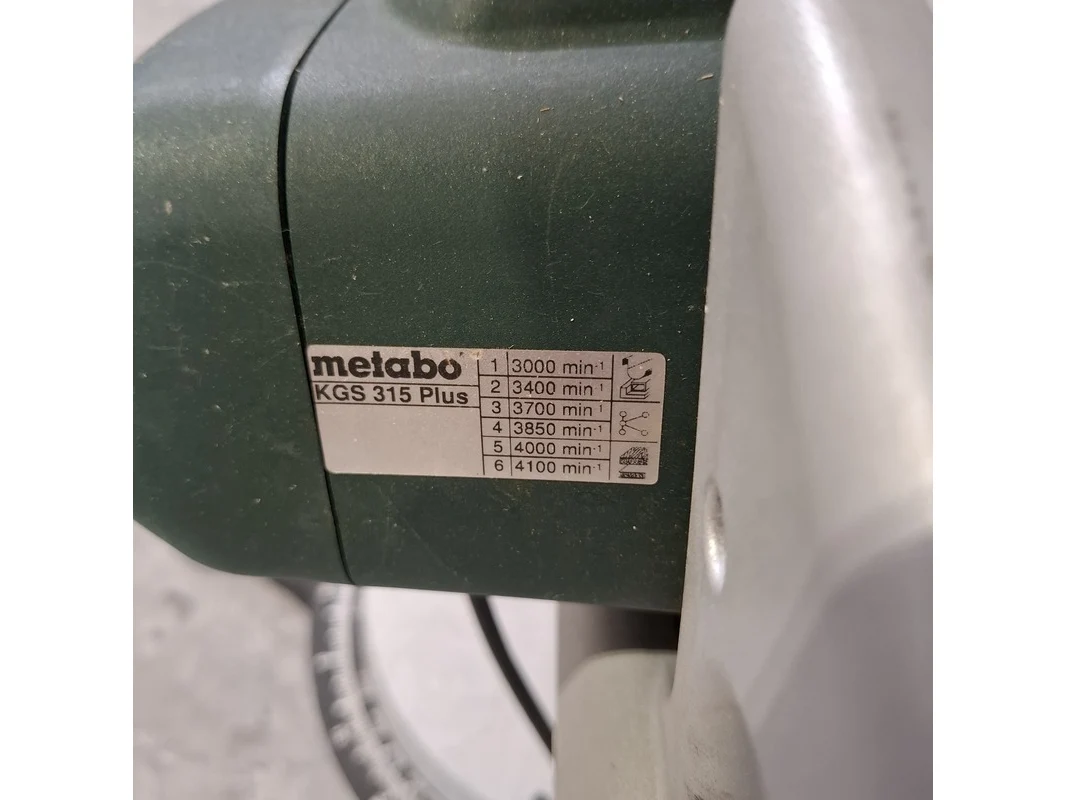 metabo
KGS 315 Plus
1 3000 min-1
2 3400 min-1
3 3700 min-1
4 3850 min-1
5 4000 min-1
6 4100 min-1